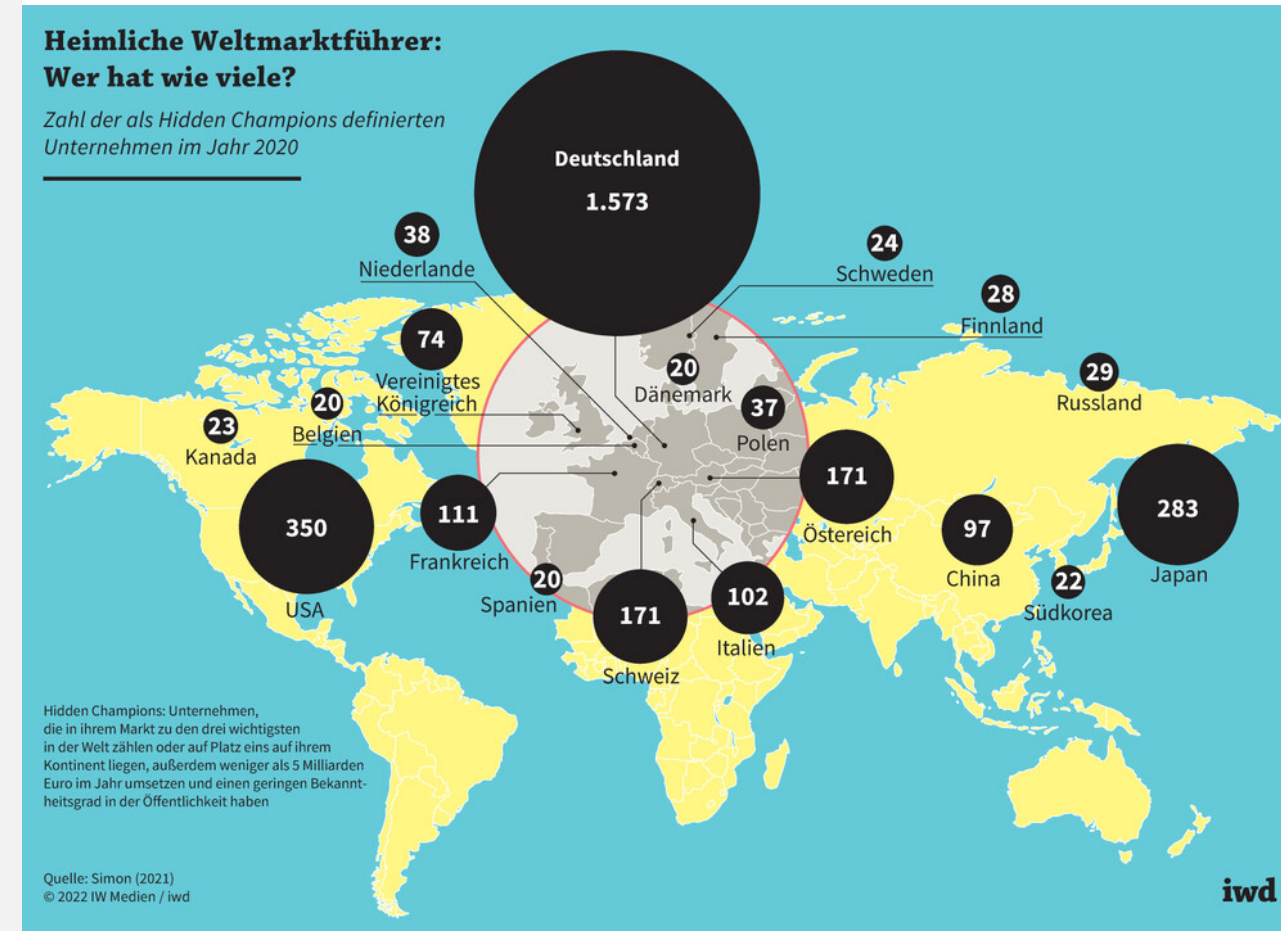 Heimliche Weltmarktführer:
Wer hat wie viele?
Zahl der als Hidden Champions definierten
Unternehmen im Jahr 2020
Deutschland
1.573
38
Niederlande
24
Schweden
28
Finnland
74
Vereinigtes
Königreich
20
Dänemark
29
Russland
20
Belgien
37
Polen
23
Kanada
350
USA
111
Frankreich
171
Östereich
97
China
283
Japan
20
Spanien
171
Schweiz
102
Italien
22
Südkorea
Hidden Champions: Unternehmen,
die in ihrem Markt zu den drei wichtigsten
in der Welt zählen oder auf Platz eins auf ihrem
Kontinent liegen, außerdem weniger als 5 Milliarden
Euro im Jahr umsetzen und einen geringen Bekannt-
heitsgrad in der Öffentlichkeit haben
Quelle: Simon (2021)
© 2022 IW Medien / iwd
iwd